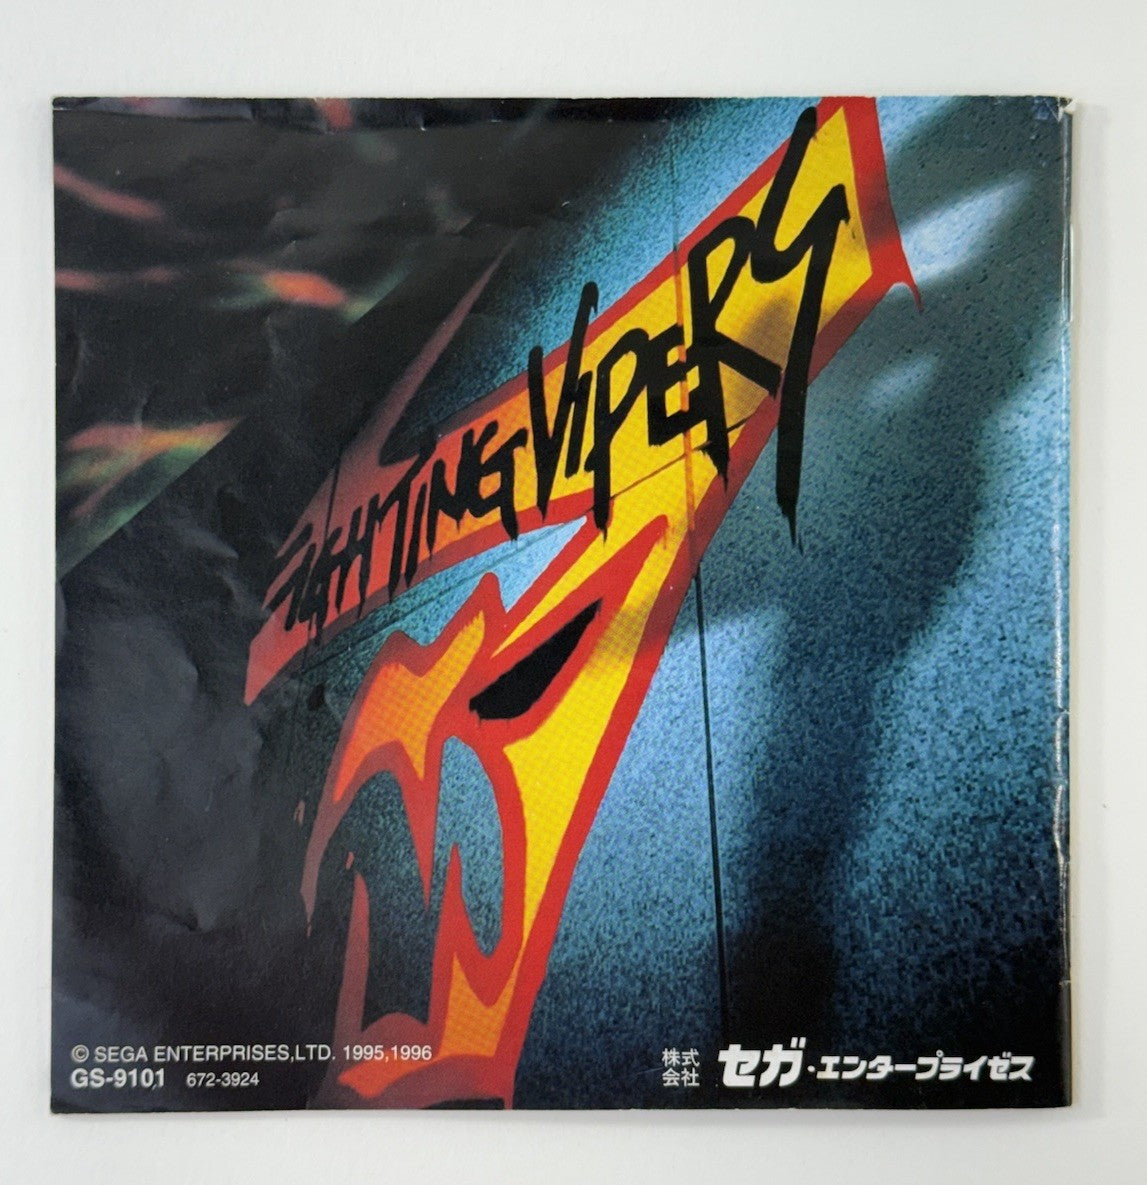 FIGHTING VIPERS
© SEGA ENTERPRISES,LTD. 1995,1996
GS-9101 672-3924
株式
会社
セガ・エンタープライゼス